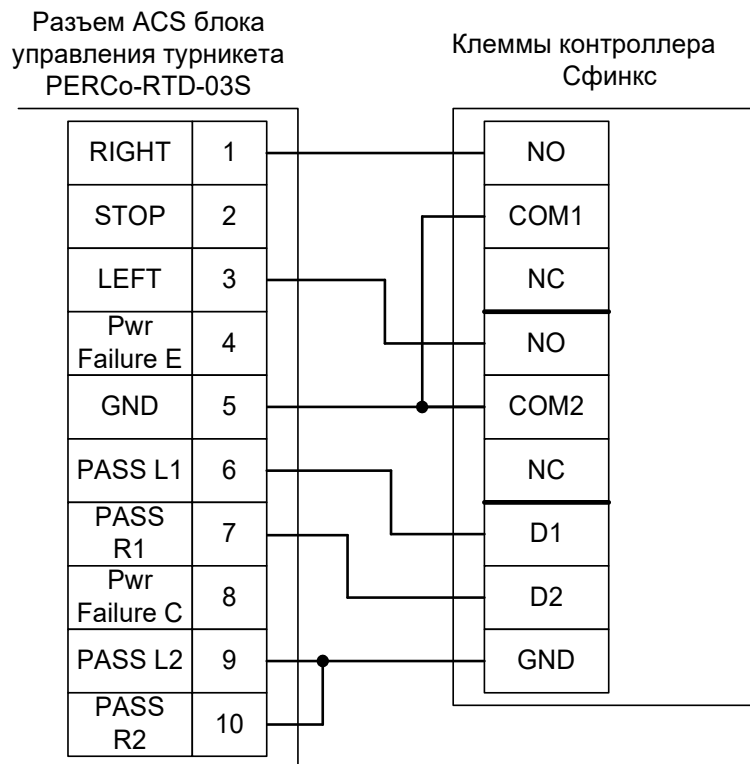 Разъем ACS блока
управления турникета
PERCo-RTD-03S
Клеммы контроллера
Сфинкс
RIGHT 1
STOP 2
LEFT 3
Pwr
Failure E 4
GND 5
PASS L1 6
PASS
R1 7
Pwr
Failure C 8
PASS L2 9
PASS
R2 10
NO
COM1
NC
NO
COM2
NC
D1
D2
GND